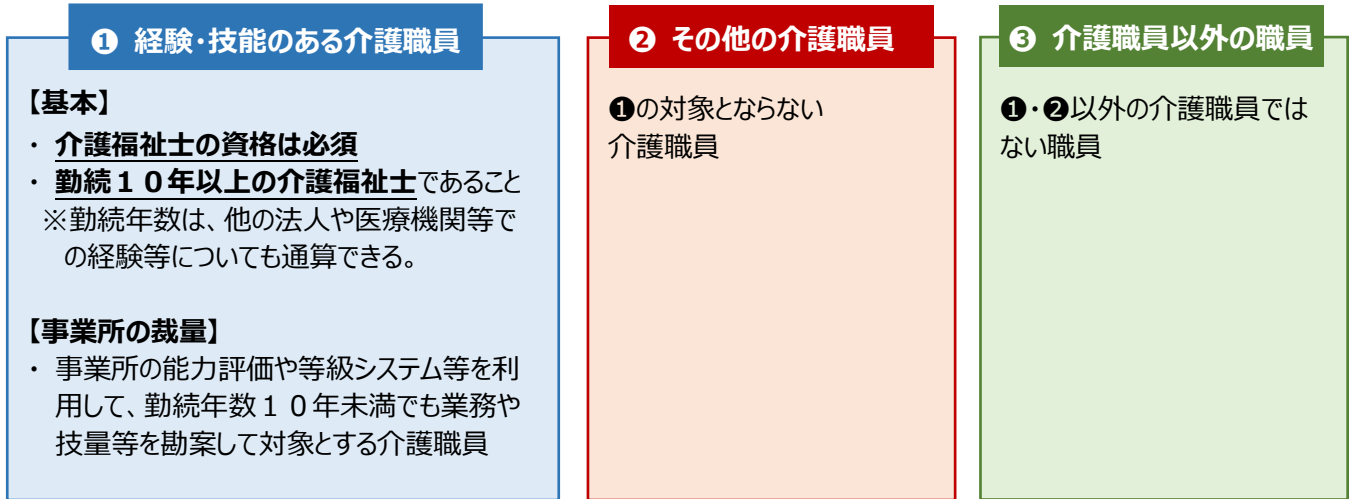 ❶ 経験・技能のある介護職員
【基本】
・ 介護福祉士の資格は必須
・ 勤続１０年以上の介護福祉士であること
※勤続年数は、他の法人や医療機関等で
の経験等についても通算できる。
【事業所の裁量】
・ 事業所の能力評価や等級システム等を利
用して、勤続年数１０年未満でも業務や
技量等を勘案して対象とする介護職員
❷ その他の介護職員
❶の対象とならない
介護職員
❸ 介護職員以外の職員
❶・❷以外の介護職員では
ない職員